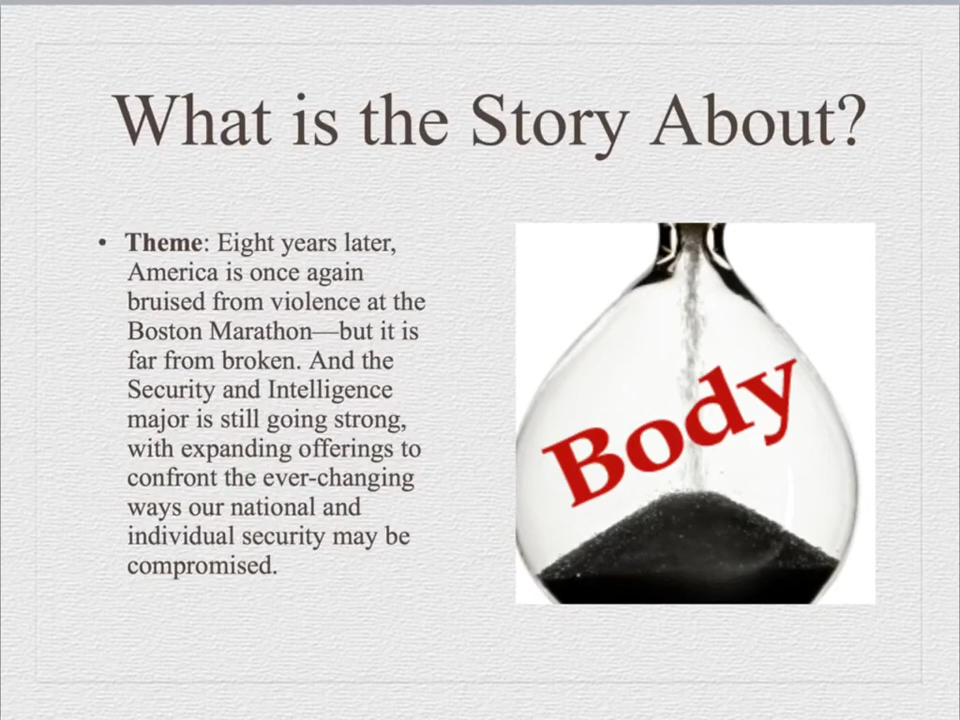 What is the Story About?
• Theme: Eight years later,
America is once again
bruised from violence at the
Boston Marathon—but it is
far from broken. And the
Security and Intelligence
major is still going strong,
with expanding offerings to
confront the ever-changing
ways our national and
individual security may be
compromised.
Body